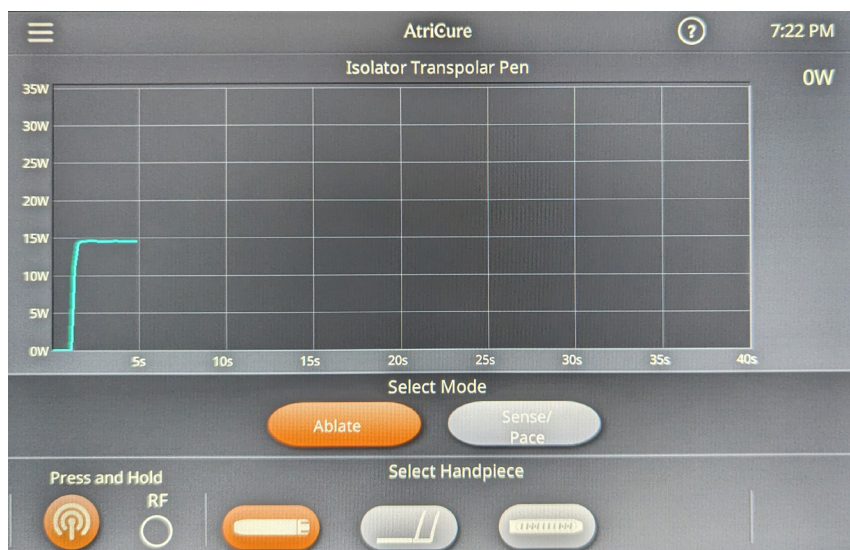 AtriCure
?
7:22 PM
Isolator Transpolar Pen
0W
35W
30W
25W
20W
15W
10W
5W
0W
5s
10s
15s
20s
25s
30s
35s
40s
Select Mode
Ablate
Sense/
Pace
Press and Hold
RF
Select Handpiece